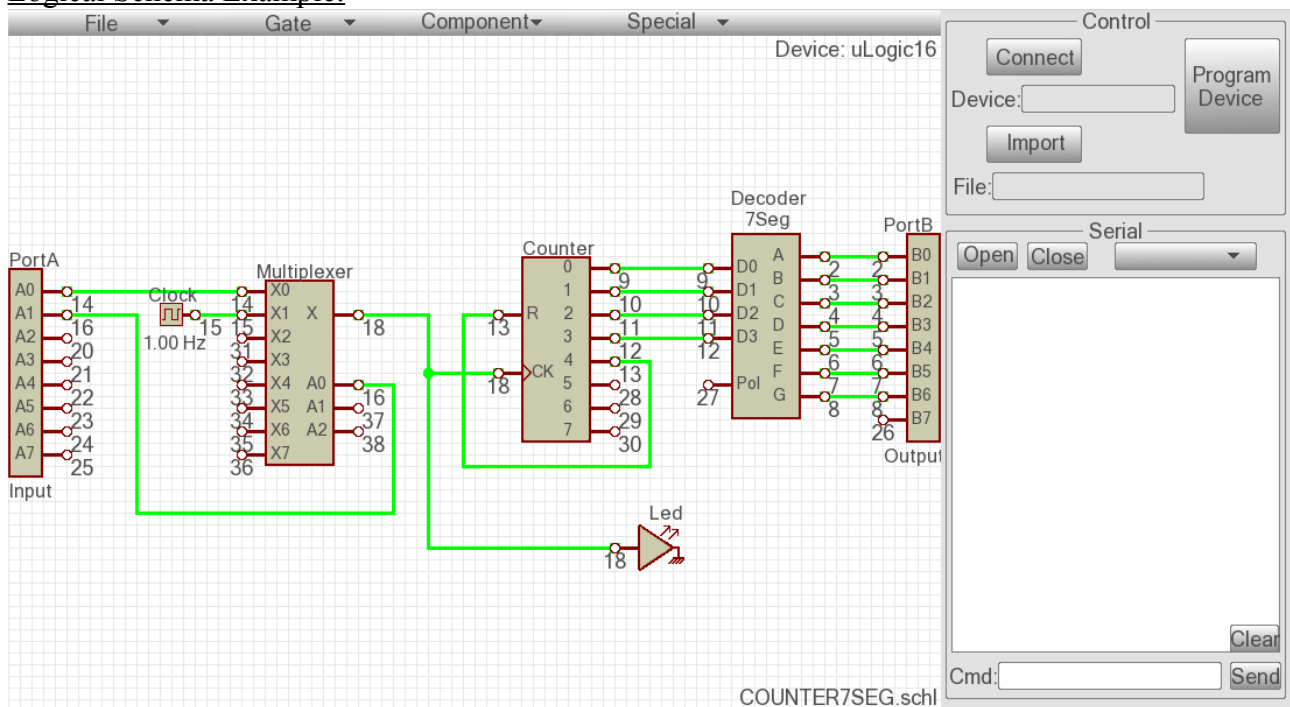 Logical Schema Example:
File Gate Component Special
Device: uLogic16
Control
Connect
Program
Device
Device:
Import
File:
Serial
Open Close
Clear
Cmd: Send
PortA
A0 14
A1 16
A2 20
A3 21
A4 22
A5 23
A6 24
A7 25
Input
Clock
15
1.00 Hz
Multiplexer
14 X0
15 X1 X 18
31 X2
32 X3
33 X4 A0 16
34 X5 A1 37
35 X6 A2 38
36 X7
Counter
0 9
1 10
13 R 2 11
3 12
18 CK 4 13
5 28
6 29
7 30
Led
18
Decoder
7Seg
9 D0 A 2
10 D1 B 3
11 D2 C 4
12 D3 D 5
E 6
27 Pol F 7
G 8
PortB
2 B0
3 B1
4 B2
5 B3
6 B4
7 B5
8 B6
26 B7
Output
COUNTER7SEG.schl